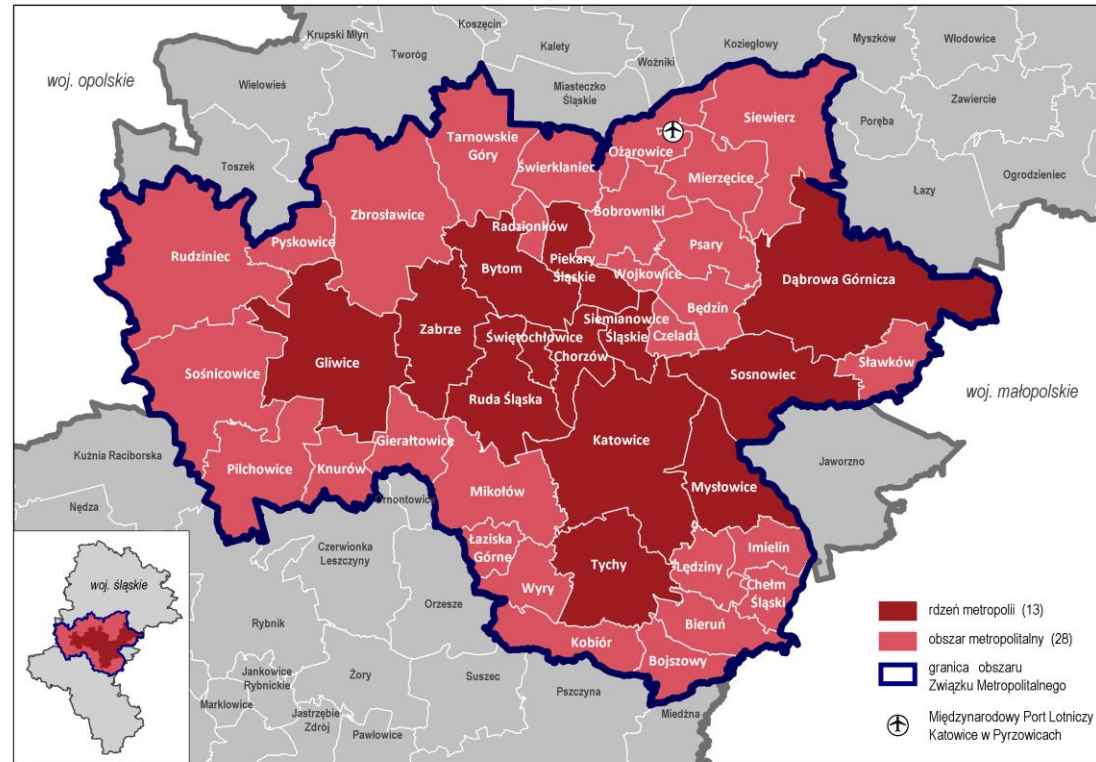 Koszęcin
Krupski Młyn
Kalety
Koziegłowy
Myszków
Włodowice
Tworóg
Woźniki
woj. opolskie
Wielowieś
Miasteczko
Śląskie
Siewierz
Zawiercie
Poręba
Tarnowskie
Góry
Ożarowice
Toszek
Świerklaniec
Mierzęcice
Ogrodzieniec
Łazy
Zbrosławice
Bobrowniki
Radzionków
Pyskowice
Rudziniec
Psary
Piekary
Śląskie
Bytom
Wojkowice
Dąbrowa Górnicza
Będzin
Zabrze
Siemianowice
Śląskie
Świętochłowice
Czeladź
Chorzów
Gliwice
Sławków
Sośnicowice
Sosnowiec
Ruda Śląska
woj. małopolskie
Katowice
Gierałtowice
Kuźnia Raciborska
Jaworzno
Pilchowice
Knurów
Mysłowice
Mikołów
Nędza
Ornontowice
Imielin
Czerwionka
Leszczyny
Łaziska
Górne
Tychy
Lędziny
woj. śląskie
Wyry
Chełm
Śląski
Orzesze
Bieruń
Rybnik
Kobiór
Bojszowy
Jankowice
Rybnickie
Żory
Suszec
Pszczyna
Marklowice
Jastrzębie
Zdrój
Pawłowice
Miedźna
rdzeń metropolii (13)
obszar metropolitalny (28)
granica obszaru
Związku Metropolitalnego
Międzynarodowy Port Lotniczy
Katowice w Pyrzowicach